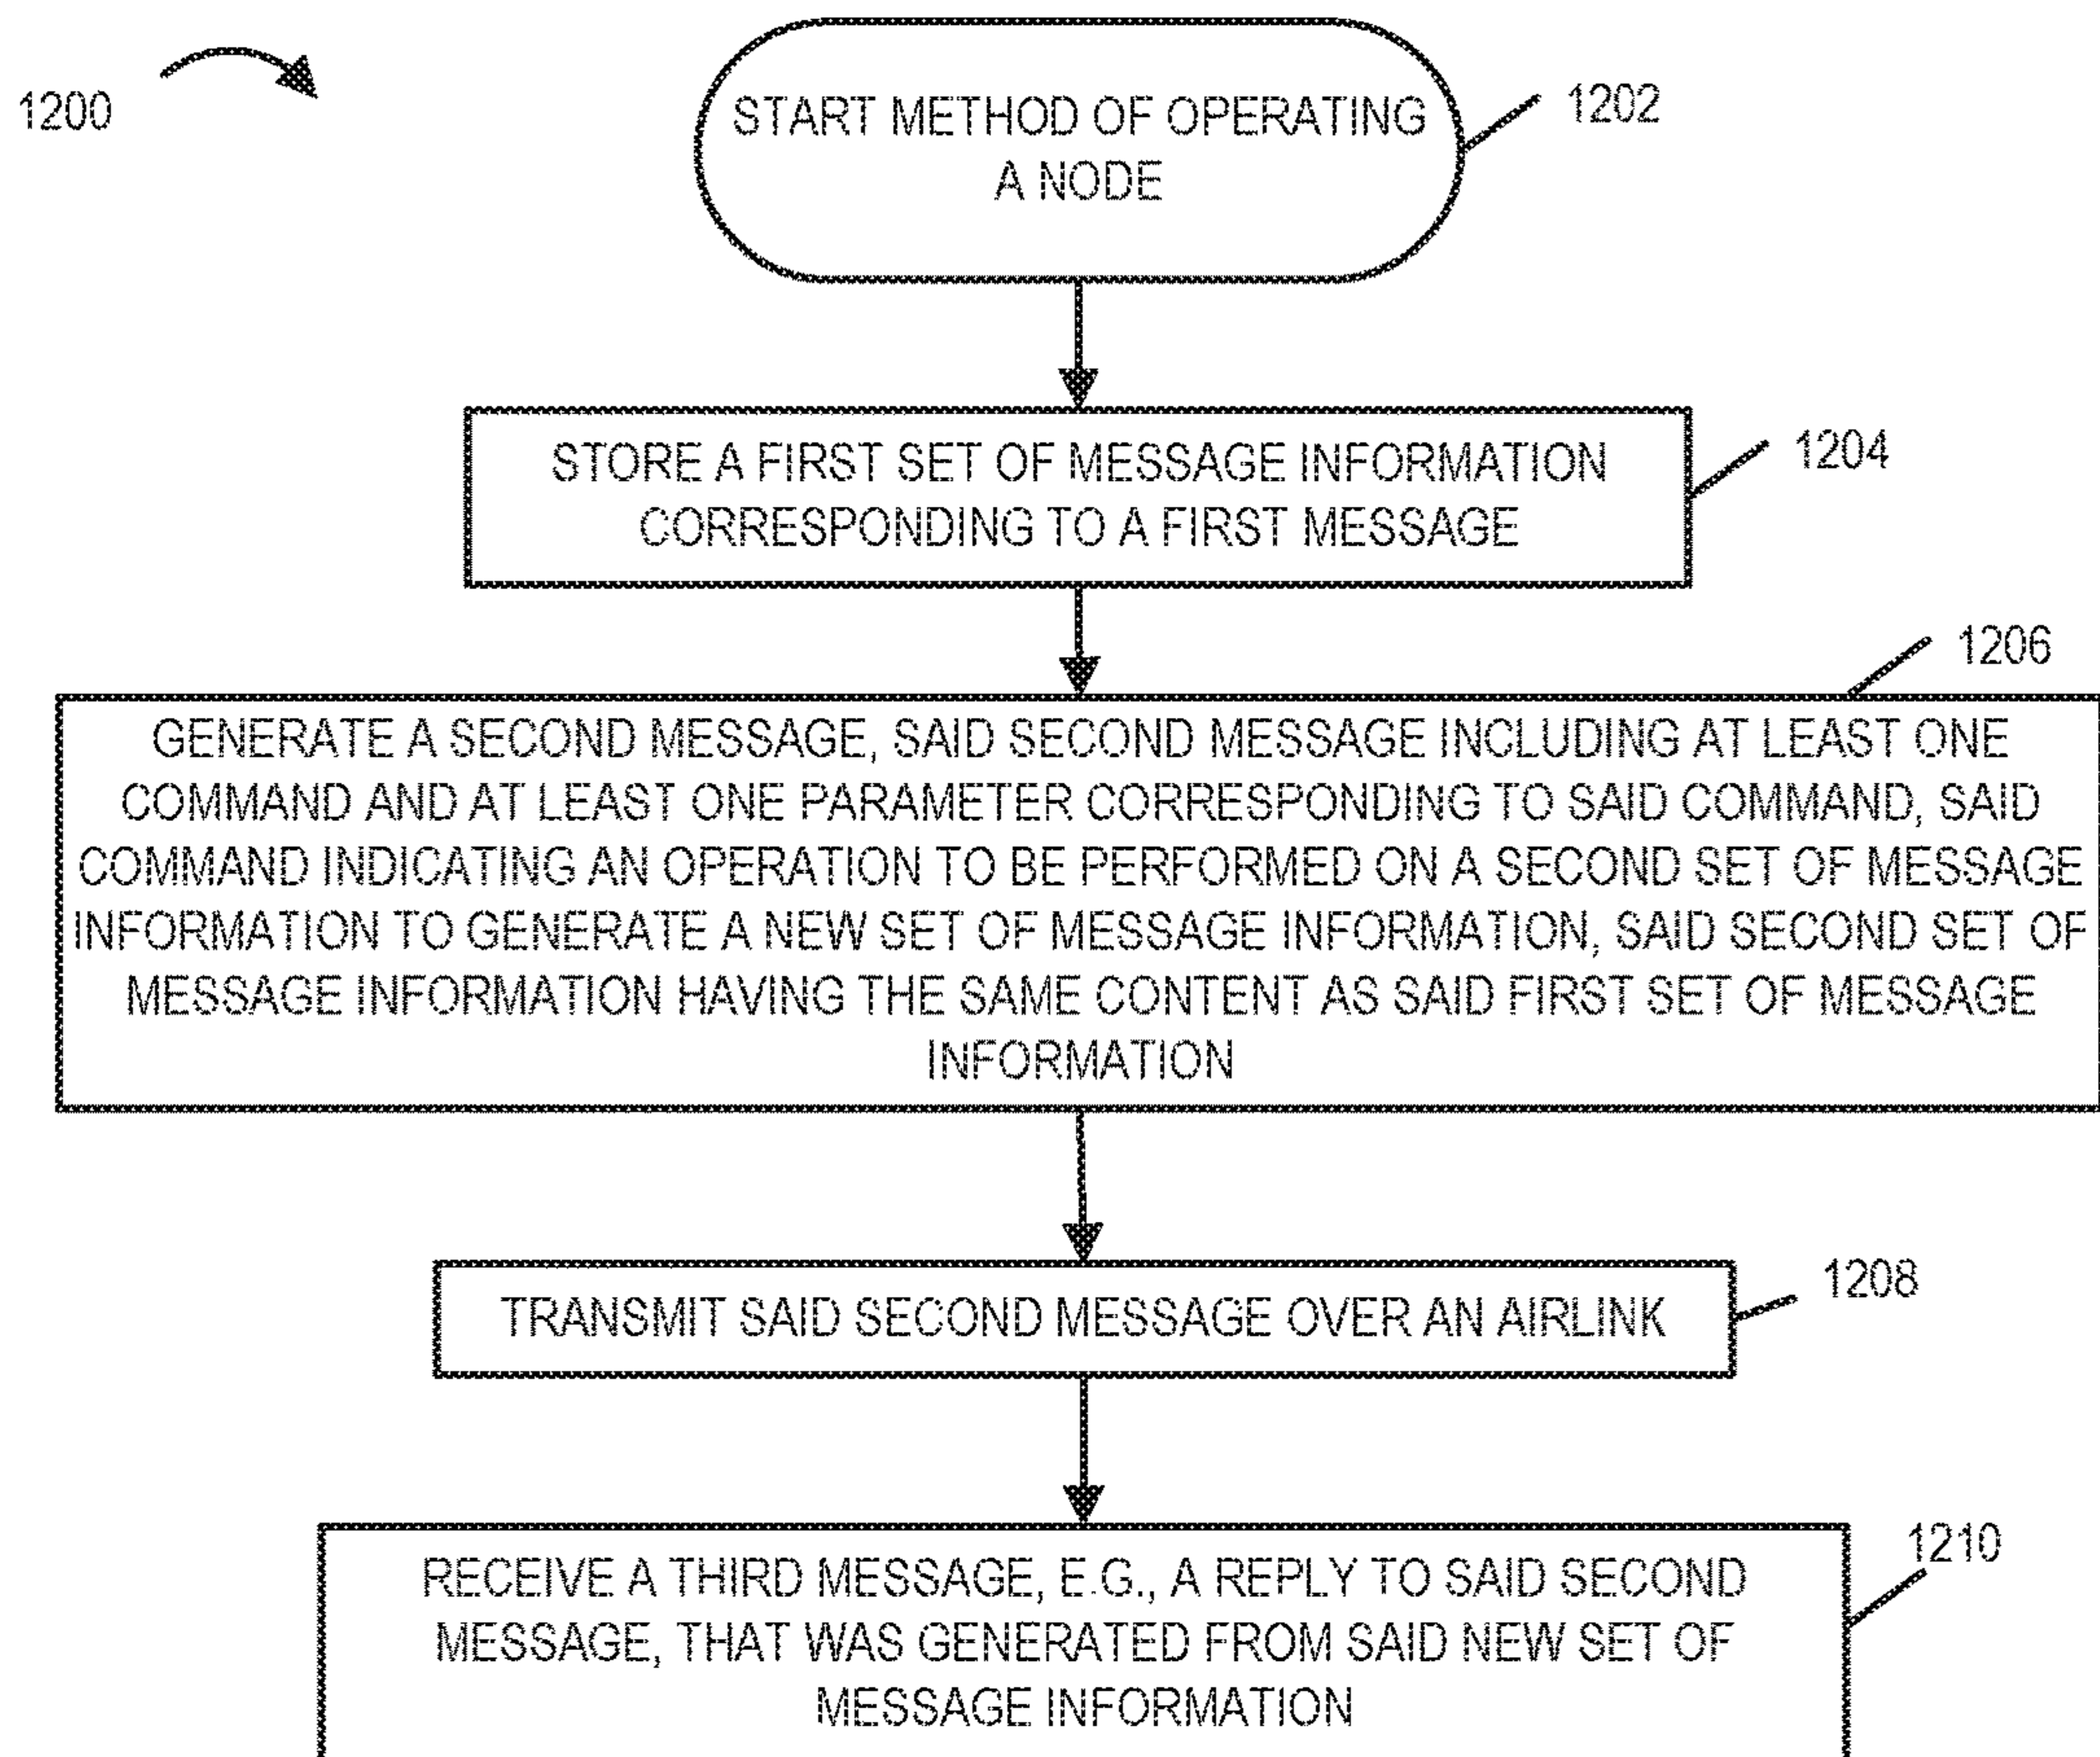 1200
START METHOD OF OPERATING
A NODE
1202
STORE A FIRST SET OF MESSAGE INFORMATION
CORRESPONDING TO A FIRST MESSAGE
1204
1206
GENERATE A SECOND MESSAGE, SAID SECOND MESSAGE INCLUDING AT LEAST ONE
COMMAND AND AT LEAST ONE PARAMETER CORRESPONDING TO SAID COMMAND, SAID
COMMAND INDICATING AN OPERATION TO BE PERFORMED ON A SECOND SET OF MESSAGE
INFORMATION TO GENERATE A NEW SET OF MESSAGE INFORMATION, SAID SECOND SET OF
MESSAGE INFORMATION HAVING THE SAME CONTENT AS SAID FIRST SET OF MESSAGE
INFORMATION
TRANSMIT SAID SECOND MESSAGE OVER AN AIRLINK
1208
RECEIVE A THIRD MESSAGE, E.G., A REPLY TO SAID SECOND
MESSAGE, THAT WAS GENERATED FROM SAID NEW SET OF
MESSAGE INFORMATION
1210